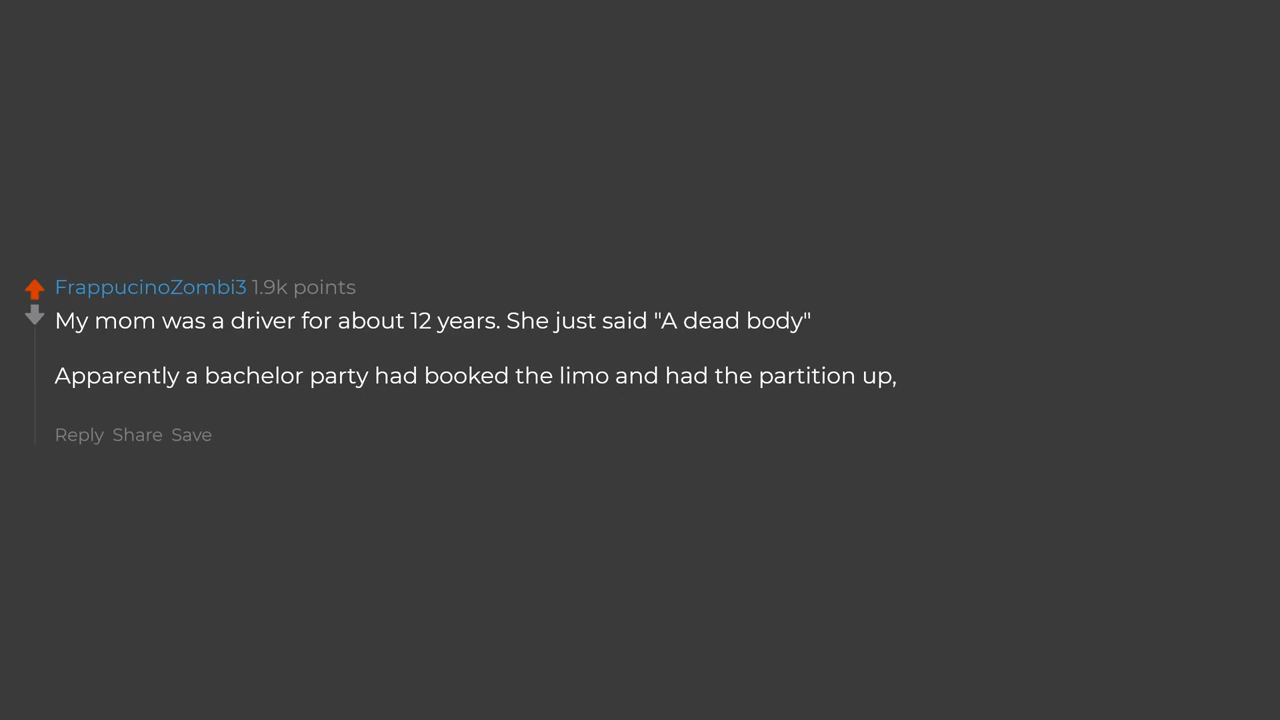 FrappucinoZombi3 1.9k points
My mom was a driver for about 12 years. She just said "A dead body"
Apparently a bachelor party had booked the limo and had the partition up,
Reply Share Save